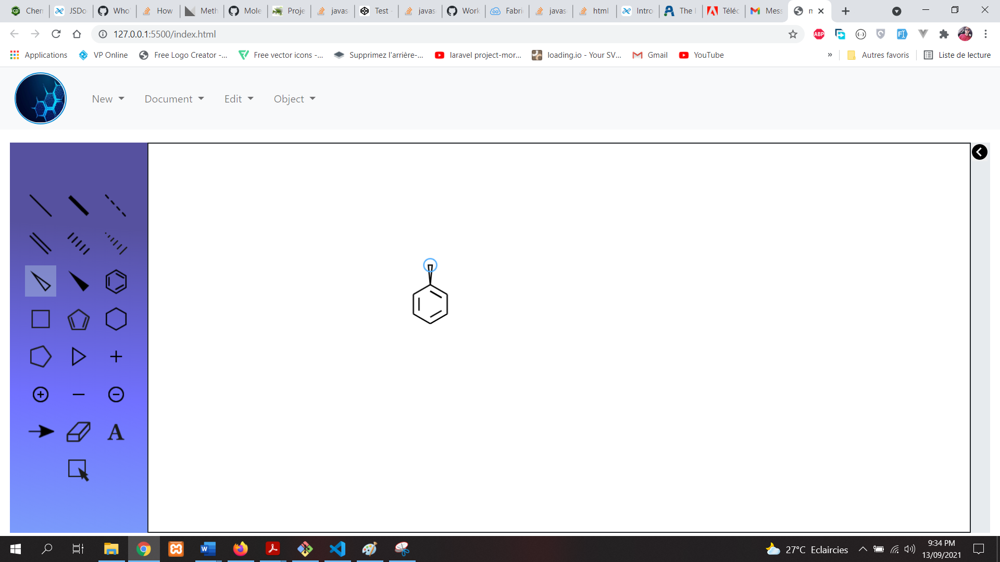 Chem JSDo Who How Meth Mole Proje javas Test - javas Work Fabri javas html Intro The Téléc Mess m
127.0.0.1:5500/index.html ABP
Applications VP Online Free Logo Creator -... Free vector icons -... Supprimez l'arrière-... laravel project-mor... loading.io - Your SV... Gmail YouTube » Autres favoris Liste de lecture
New Document Edit Object
A
27°C Eclaircies 9:34 PM
13/09/2021